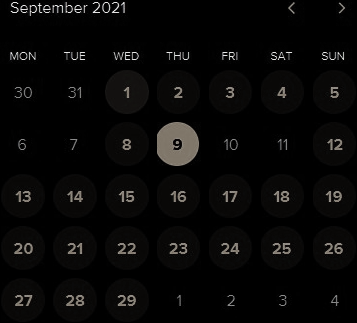 September 2021
MON TUE WED THU FRI SAT SUN
30 31 1 2 3 4 5
6 7 8 9 10 11 12
13 14 15 16 17 18 19
20 21 22 23 24 25 26
27 28 29 1 2 3 4